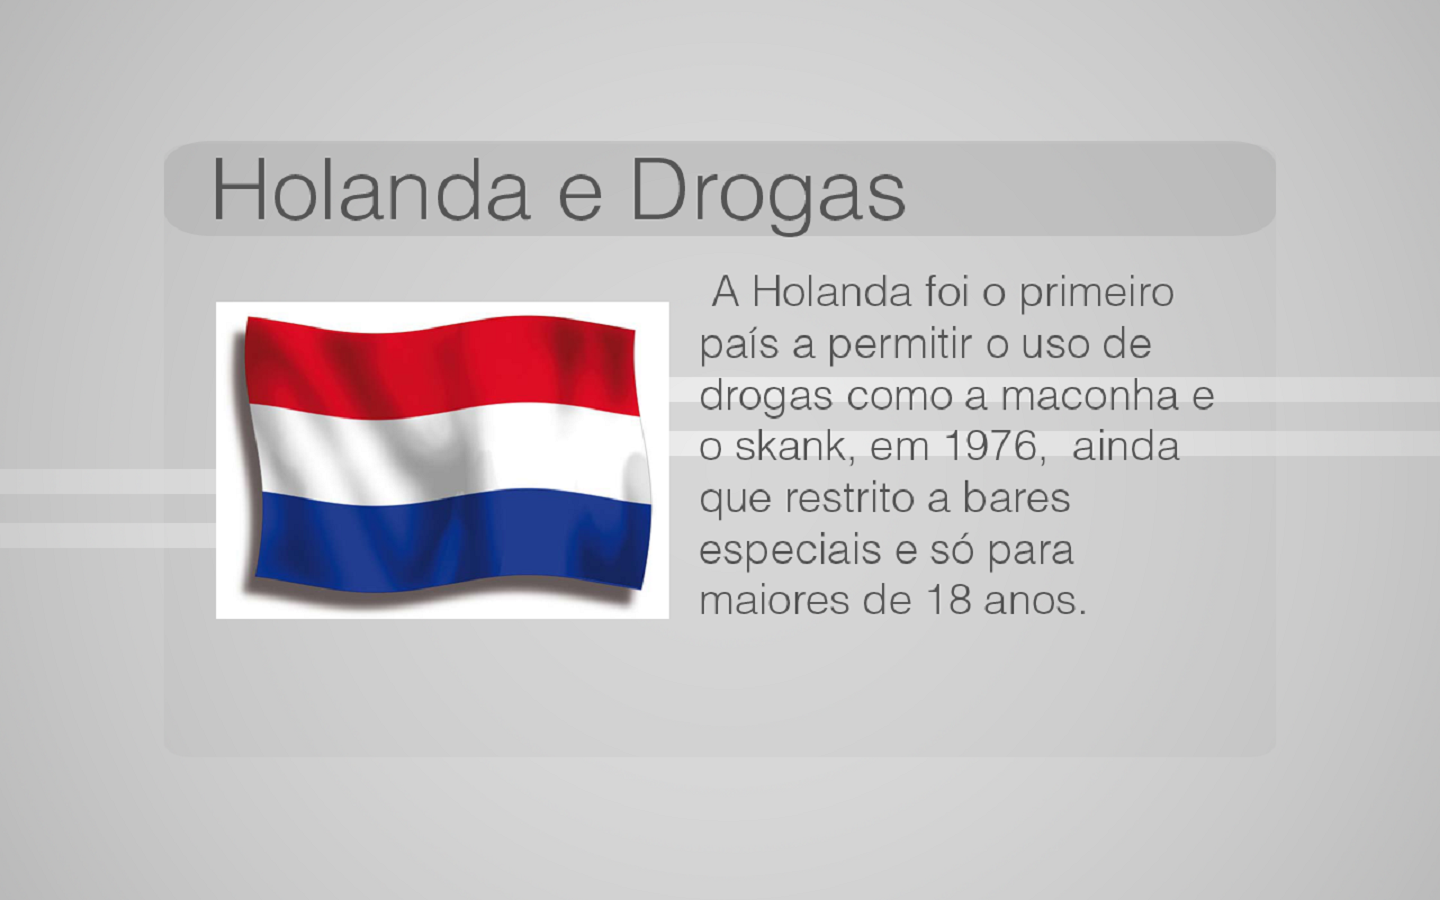 Holanda e Drogas
A Holanda foi o primeiro
país a permitir o uso de
drogas como a maconha e
o skank, em 1976,  ainda
que restrito a bares
especiais e só para
maiores de 18 anos.